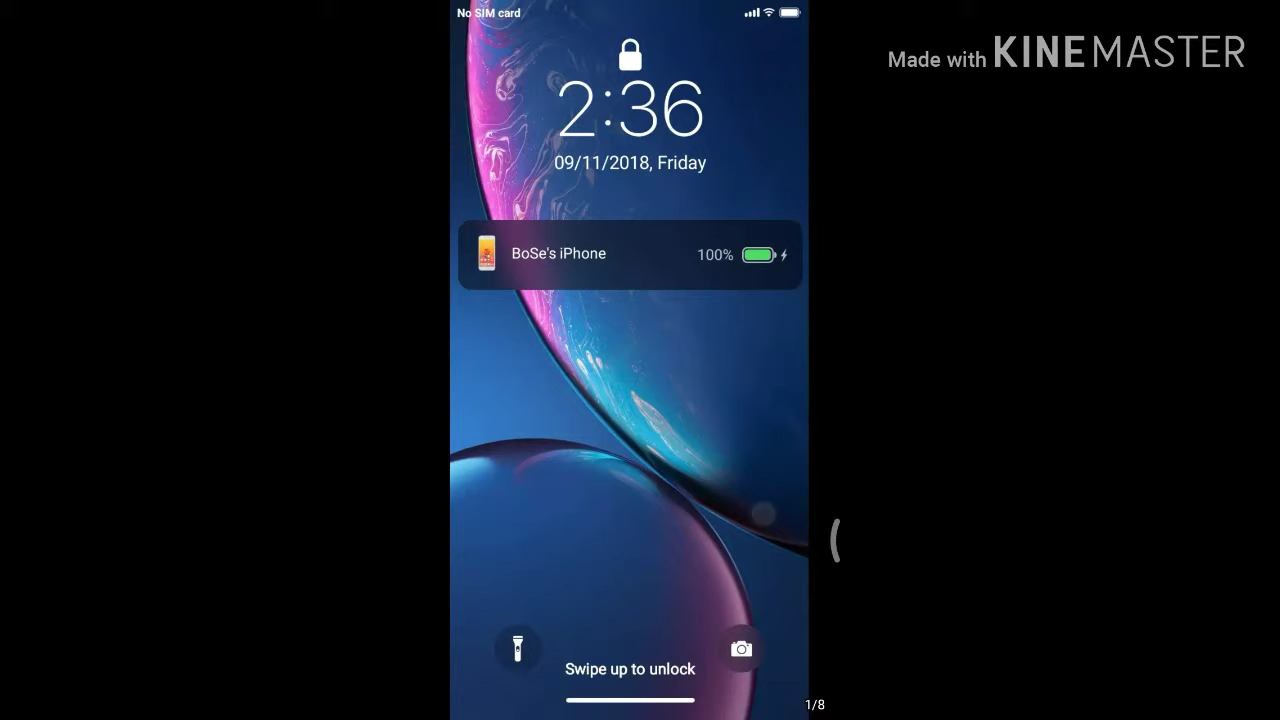 No SIM card
Made with KINEMASTER
2:36
09/11/2018, Friday
BoSe's iPhone 100%
Swipe up to unlock
1/8